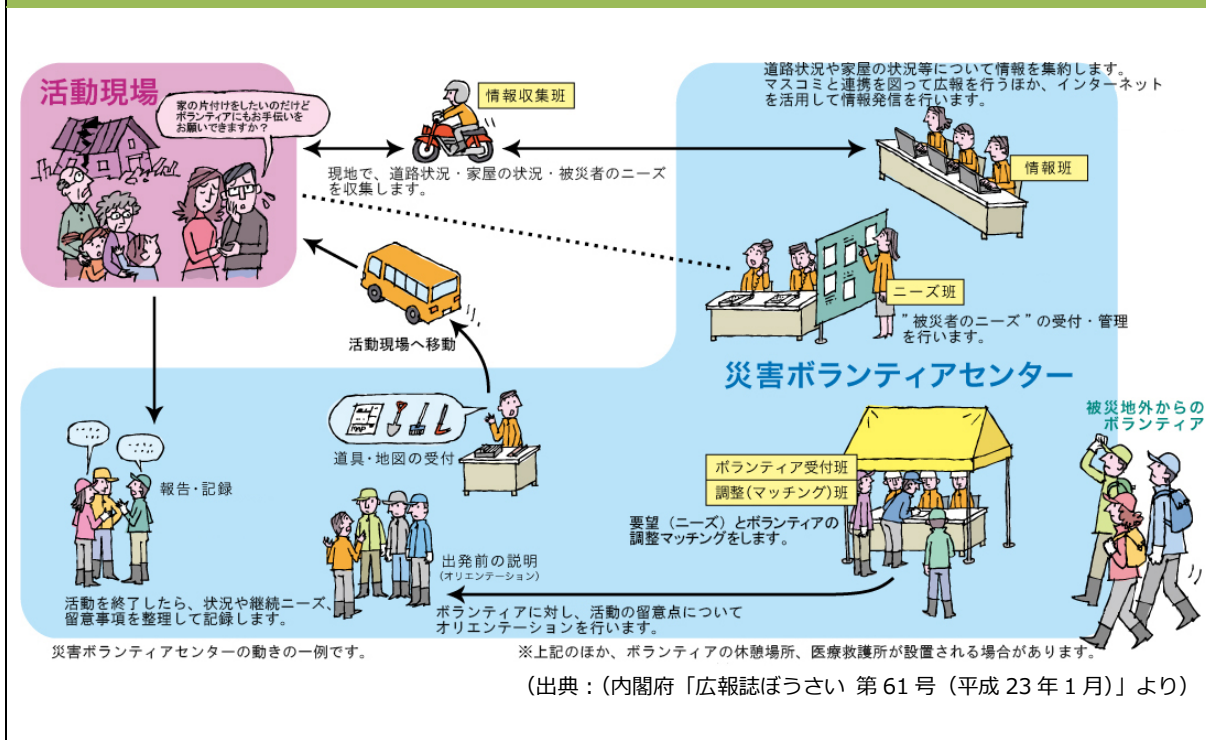 活動現場
家の片付けをしたいのだけど
ボランティアにもお手伝いを
お願いできますか？
情報収集班
現地で、道路状況・家屋の状況・被災者のニーズ
を収集します。
道路状況や家屋の状況等について情報を集約します。
マスコミと連携を図って広報を行うほか、インターネット
を活用して情報発信を行います。
情報班
ニーズ班
”被災者のニーズ”の受付・管理
を行います。
活動現場へ移動
災害ボランティアセンター
被災地外からの
ボランティア
MAP
道具・地図の受付
ボランティア受付班
調整(マッチング)班
要望（ニーズ）とボランティアの
調整マッチングをします。
報告・記録
出発前の説明
(オリエンテーション)
活動を終了したら、状況や継続ニーズ、
留意事項を整理して記録します。
ボランティアに対し、活動の留意点について
オリエンテーションを行います。
災害ボランティアセンターの動きの一例です。
※上記のほか、ボランティアの休憩場所、医療救護所が設置される場合があります。
（出典：（内閣府「広報誌ぼうさい 第 61 号（平成 23 年 1 月）」より）